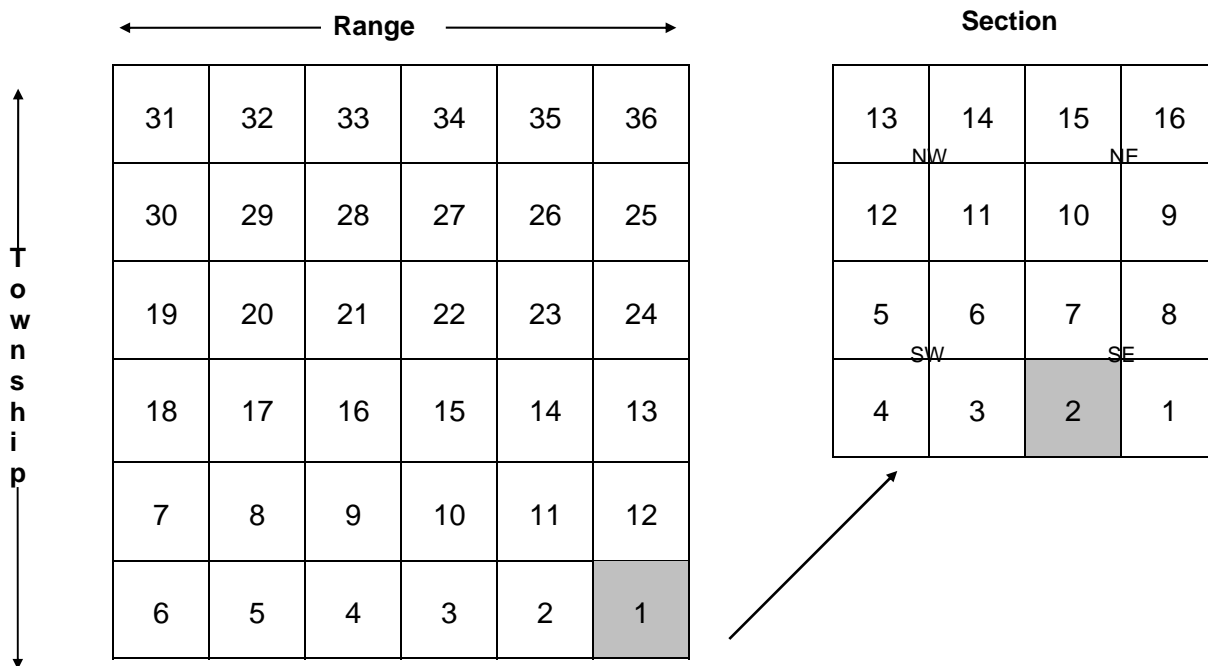 Range
Section
Township
31 32 33 34 35 36
30 29 28 27 26 25
19 20 21 22 23 24
18 17 16 15 14 13
7 8 9 10 11 12
6 5 4 3 2 1
13 14 15 16
NW NE
12 11 10 9
5 6 7 8
SW SE
4 3 2 1